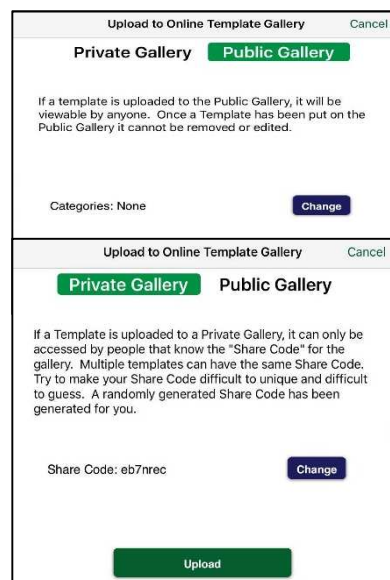 Upload to Online Template Gallery Cancel
Private Gallery Public Gallery
If a template is uploaded to the Public Gallery, it will be
viewable by anyone. Once a Template has been put on the
Public Gallery it cannot be removed or edited.
Categories: None Change
Upload to Online Template Gallery Cancel
Private Gallery Public Gallery
If a Template is uploaded to a Private Gallery, it can only be
accessed by people that know the "Share Code" for the
gallery. Multiple templates can have the same Share Code.
Try to make your Share Code difficult to unique and difficult
to guess. A randomly generated Share Code has been
generated for you.
Share Code: eb7nrec Change
Upload